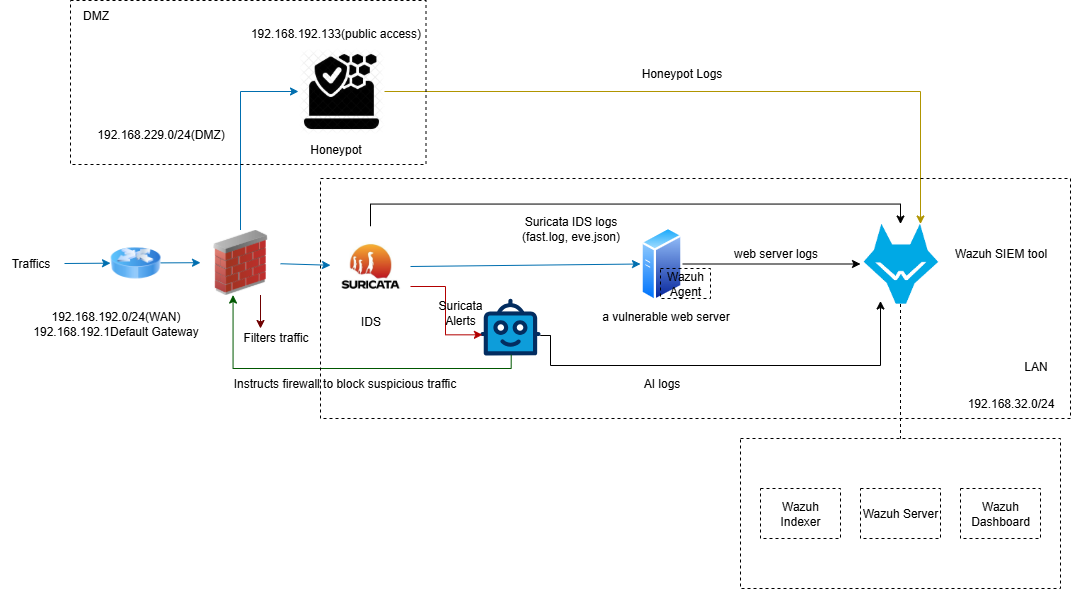 DMZ
192.168.192.133(public access)
Honeypot Logs
192.168.229.0/24(DMZ)
Honeypot
Suricata IDS logs
(fast.log, eve.json)
web server logs
Wazuh SIEM tool
Traffics
SURICATA
Wazuh
Agent
192.168.192.0/24(WAN)
192.168.192.1Default Gateway
IDS
Suricata
Alerts
a vulnerable web server
Filters traffic
LAN
Instructs firewall to block suspicious traffic
AI logs
192.168.32.0/24
Wazuh
Indexer
Wazuh Server
Wazuh
Dashboard